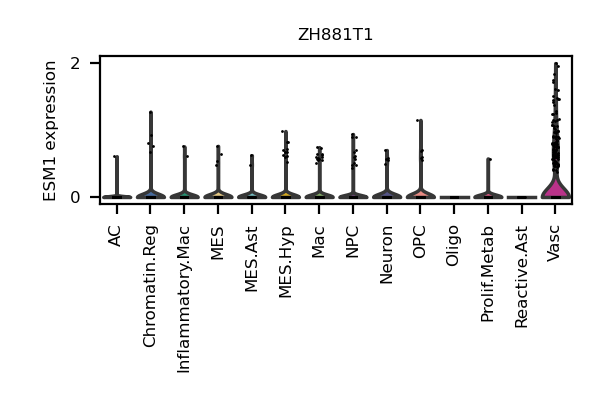 ZH881T1
ESM1 expression
2
0
AC
Chromatin.Reg
Inflammatory.Mac
MES
MES.Ast
MES.Hyp
Mac
NPC
Neuron
OPC
Oligo
Prolif.Metab
Reactive.Ast
Vasc